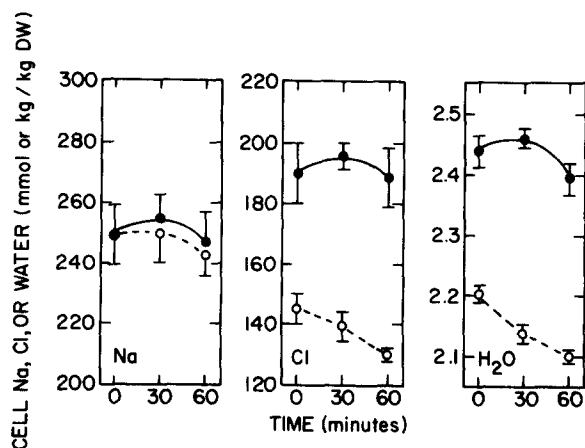 CELL Na, Cl, OR WATER (mmol or kg / kg DW)
300
280
260
240
220
200
Na
0 30 60
220
200
180
160
140
120
Cl
0 30 60
2.5
2.4
2.3
2.2
2.1
H₂O
0 30 60
TIME (minutes)